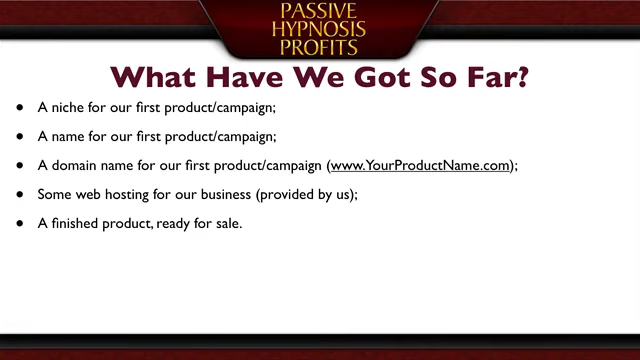 PASSIVE
HYPNOSIS
PROFITS
What Have We Got So Far?
• A niche for our first product/campaign;
• A name for our first product/campaign;
• A domain name for our first product/campaign (www.YourProductName.com);
• Some web hosting for our business (provided by us);
• A finished product, ready for sale.